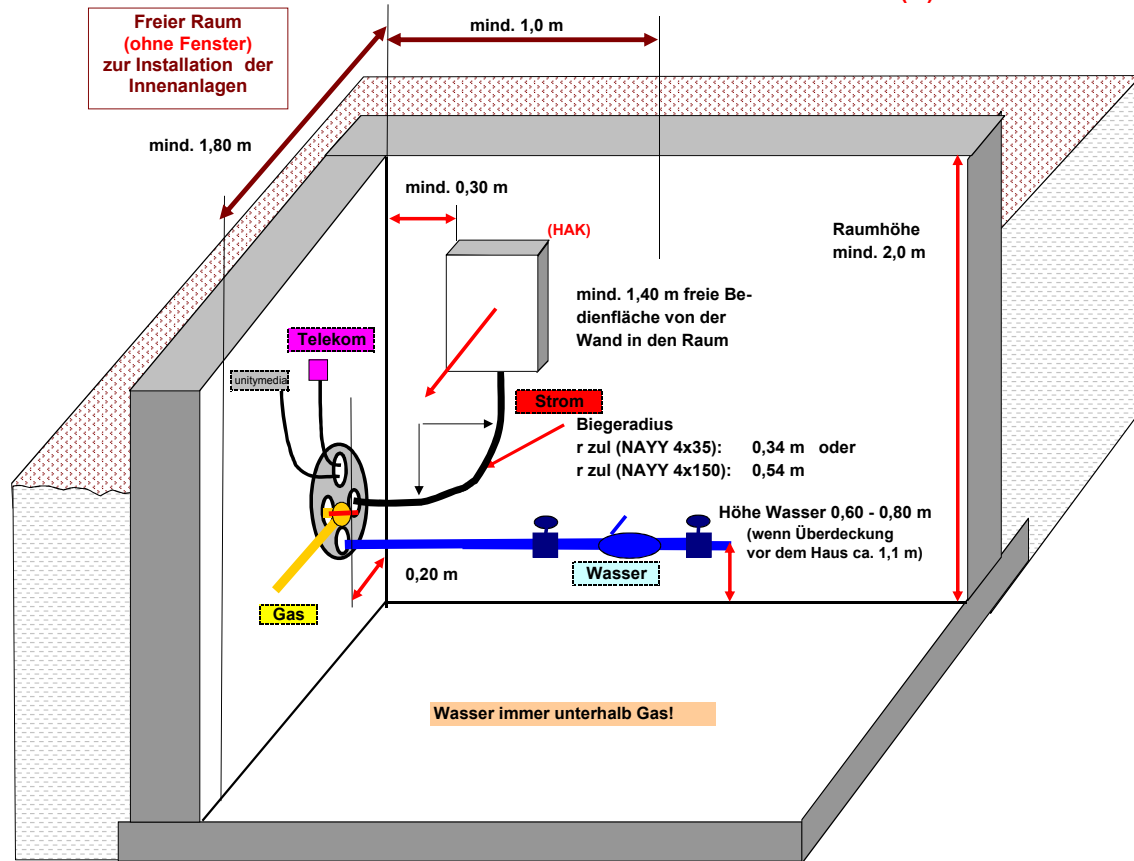 Freier Raum
(ohne Fenster)
zur Installation der
Innenanlagen
mind. 1,0 m
mind. 1,80 m
mind. 0,30 m
(HAK)
Raumhöhe
mind. 2,0 m
mind. 1,40 m freie Be-
dienfläche von der
Wand in den Raum
Telekom
unitymedia
Strom
Biegeradius
r zul (NAYY 4x35): 0,34 m oder
r zul (NAYY 4x150): 0,54 m
Höhe Wasser 0,60 - 0,80 m
(wenn Überdeckung
vor dem Haus ca. 1,1 m)
0,20 m
Wasser
Gas
Wasser immer unterhalb Gas!